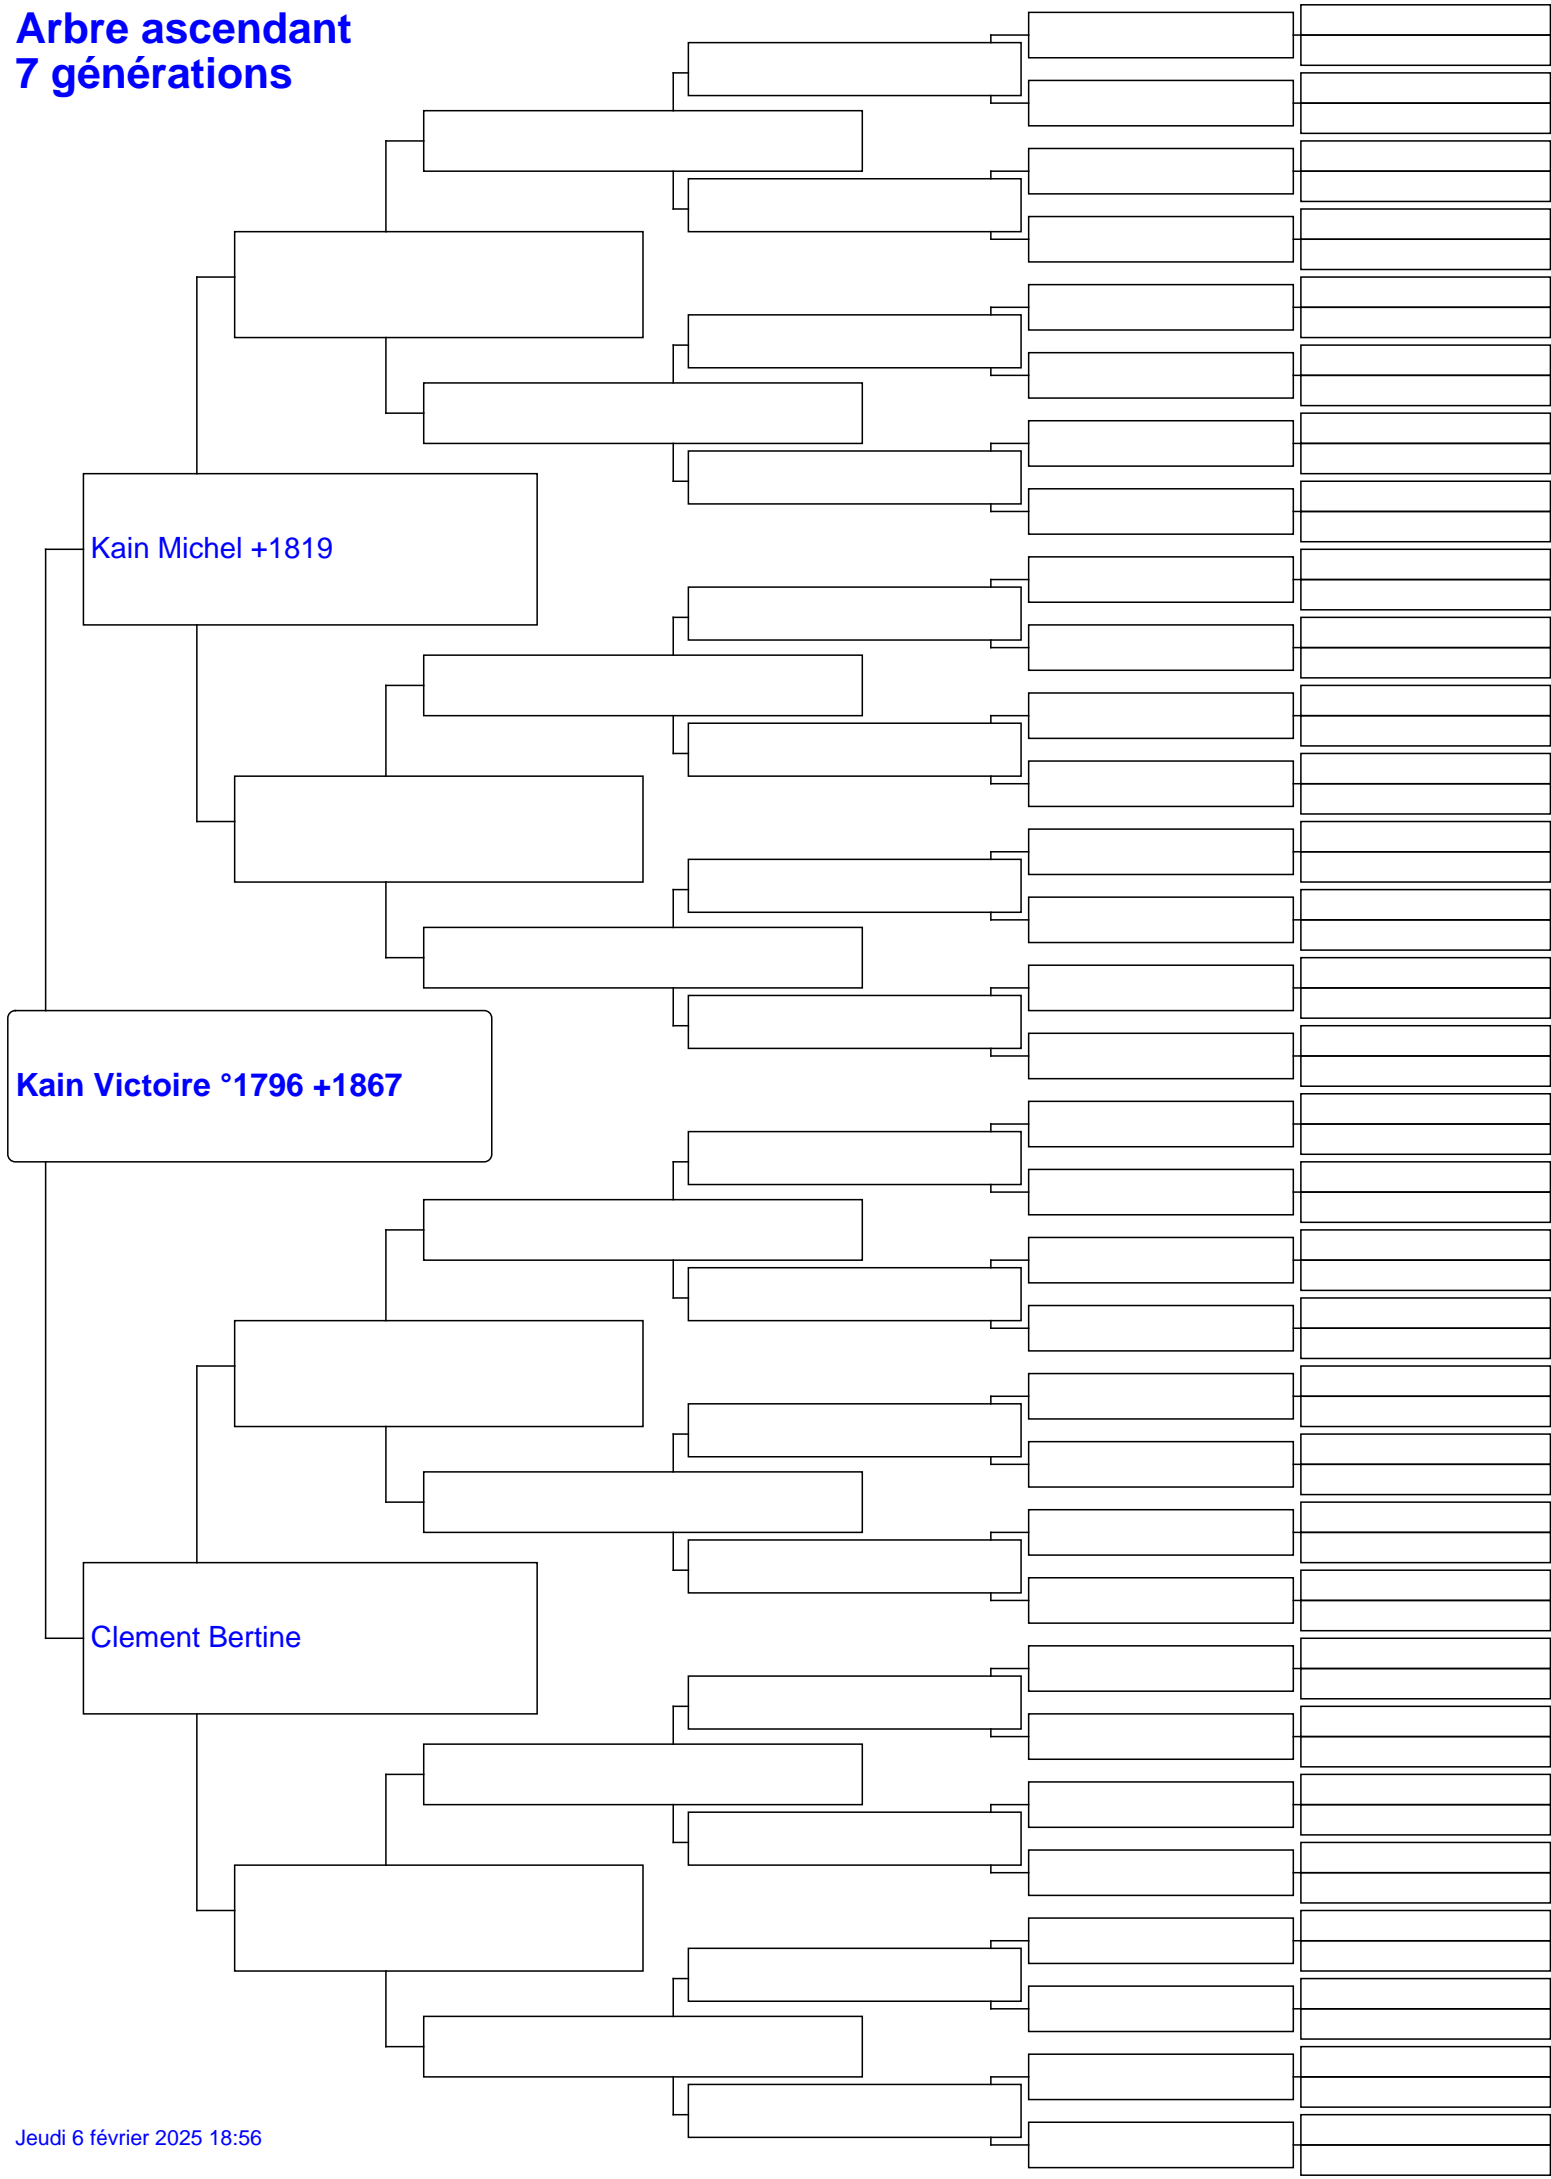 Arbre ascendant
7 générations
Kain Michel +1819
Kain Victoire °1796 +1867
Clement Bertine
Jeudi 6 février 2025 18:56